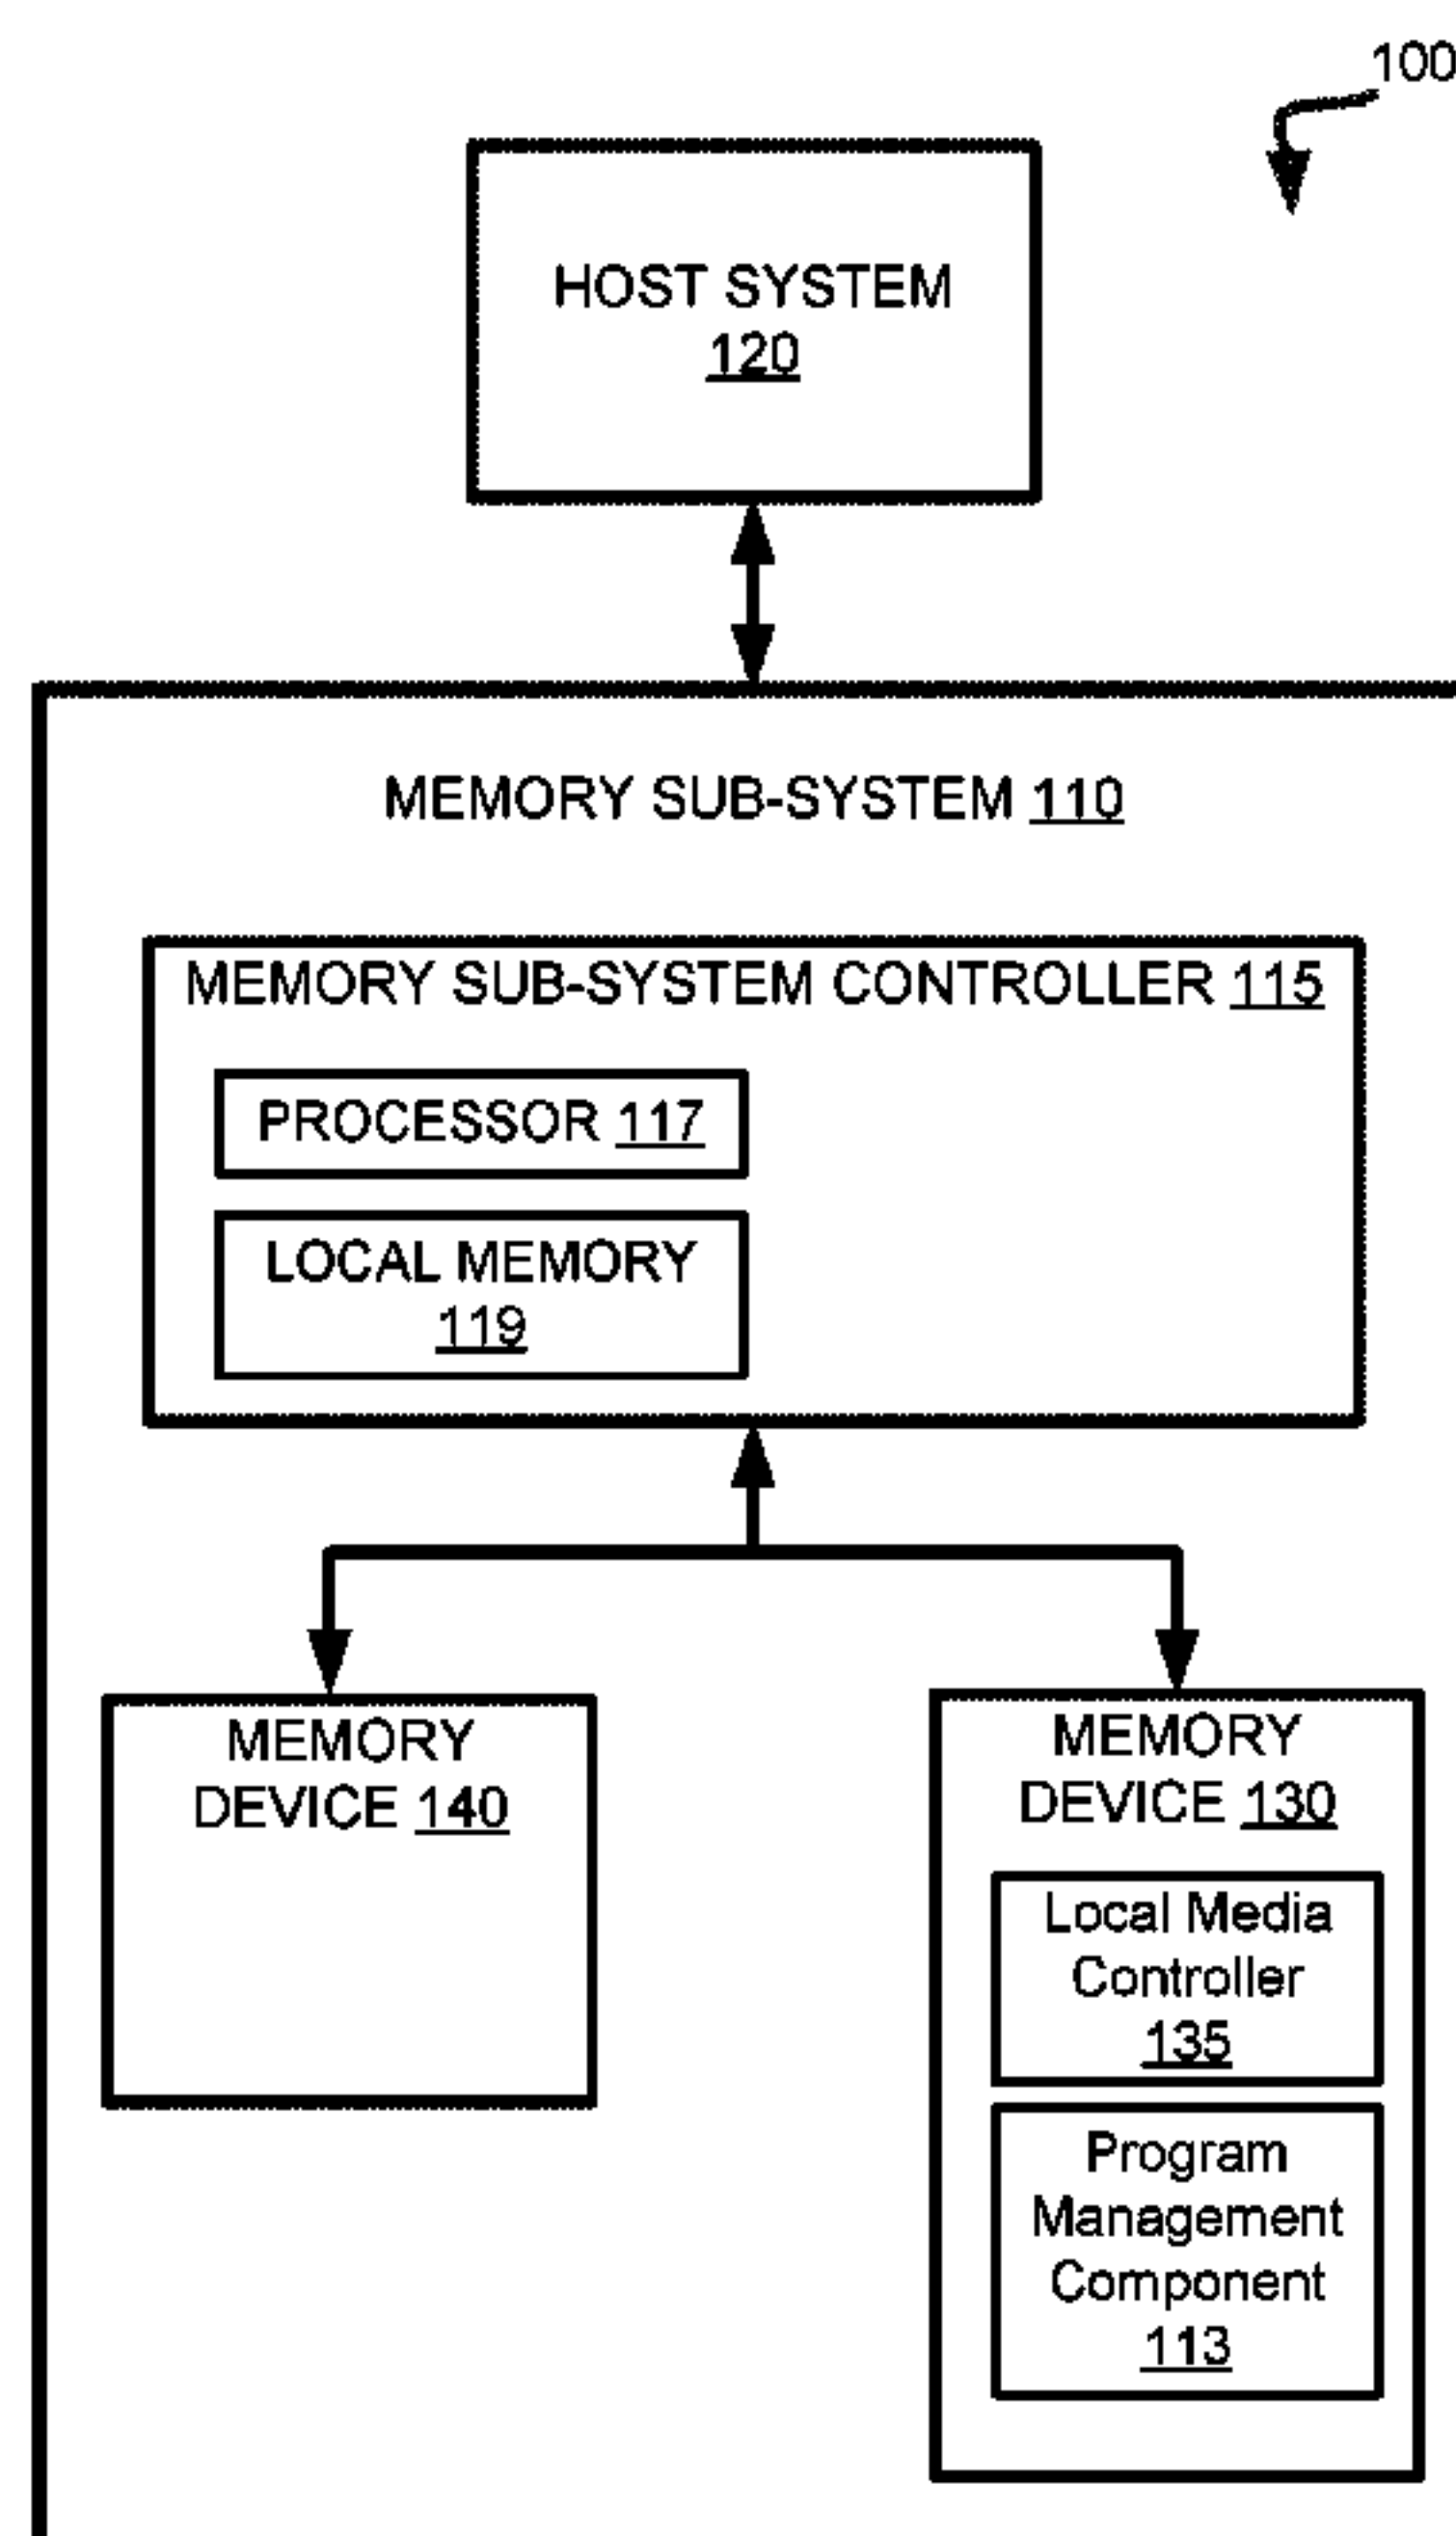 100
HOST SYSTEM
120
MEMORY SUB-SYSTEM 110
MEMORY SUB-SYSTEM CONTROLLER 115
PROCESSOR 117
LOCAL MEMORY
119
MEMORY
DEVICE 140
MEMORY
DEVICE 130
Local Media
Controller
135
Program
Management
Component
113